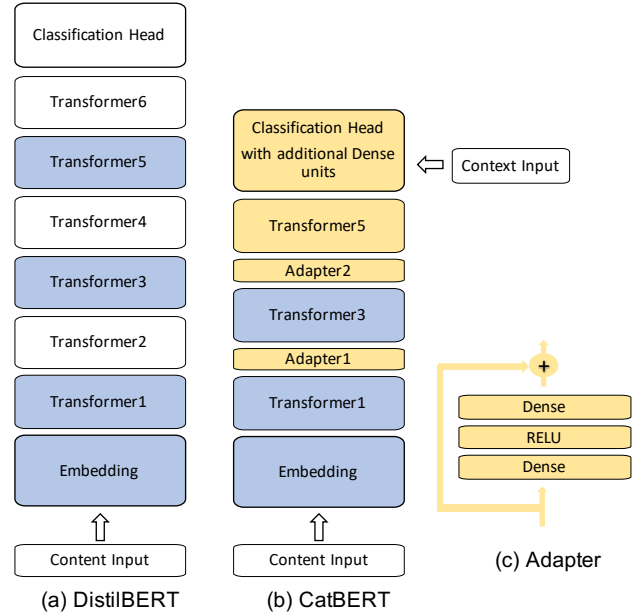 Classification Head
Transformer6
Transformer5
Transformer4
Transformer3
Transformer2
Transformer1
Embedding
Content Input
(a) DistilBERT
Classification Head
with additional Dense
units
Context Input
Transformer5
Adapter2
Transformer3
Adapter1
Transformer1
Embedding
Content Input
(b) CatBERT
+
Dense
RELU
Dense
(c) Adapter